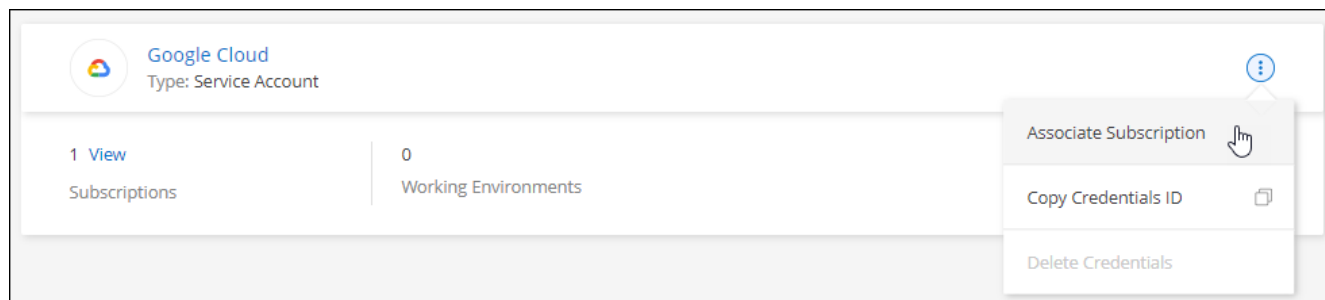 Google Cloud
Type: Service Account
1 View
Subscriptions
0
Working Environments
Associate Subscription
Copy Credentials ID
Delete Credentials